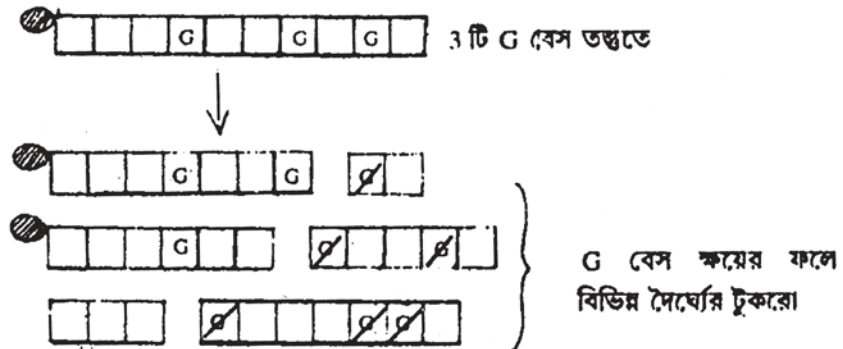 G G G 3 টি G বেস তন্তুতে
G G G
G G G
G বেস ক্ষয়ের ফলে
বিভিন্ন দৈর্ঘ্যের টুকরো।
G G G